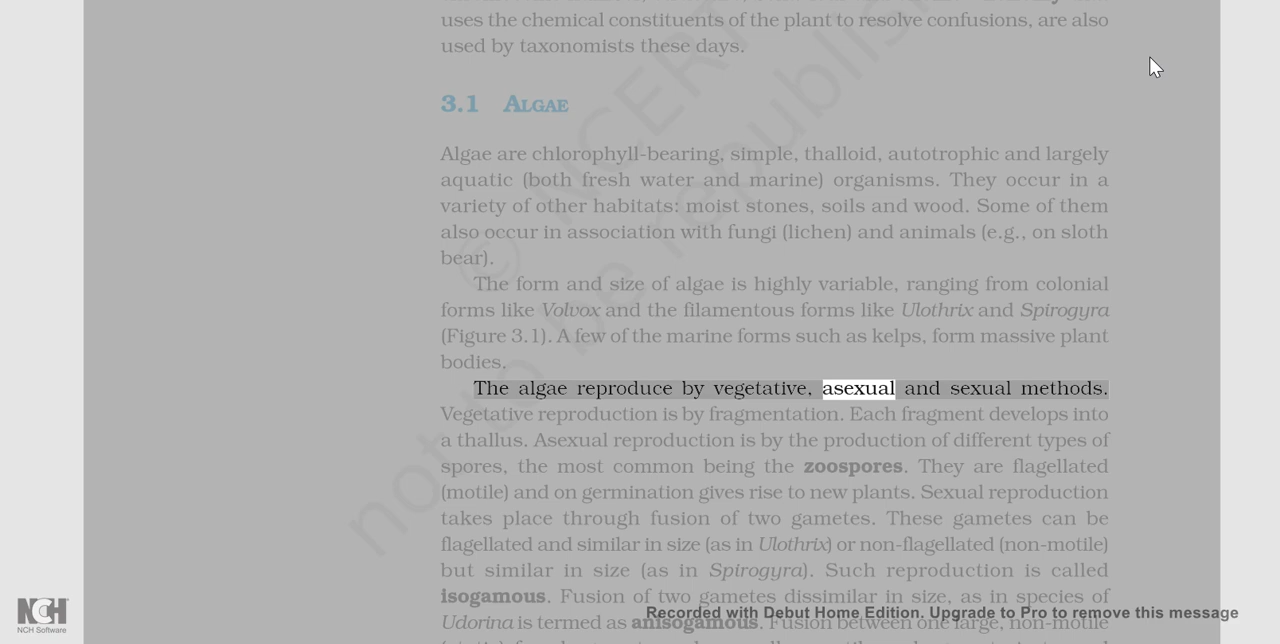 uses the chemical constituents of the plant to resolve confusions, are also
used by taxonomists these days.
3.1 ALGAE
Algae are chlorophyll-bearing, simple, thalloid, autotrophic and largely
aquatic (both fresh water and marine) organisms. They occur in a
variety of other habitats: moist stones, soils and wood. Some of them
also occur in association with fungi (lichen) and animals (e.g., on sloth
bear).
The form and size of algae is highly variable, ranging from colonial
forms like Volvox and the filamentous forms like Ulothrix and Spirogyra
(Figure 3.1). A few of the marine forms such as kelps, form massive plant
bodies.
The algae reproduce by vegetative, asexual and sexual methods.
Vegetative reproduction is by fragmentation. Each fragment develops into
a thallus. Asexual reproduction is by the production of different types of
spores, the most common being the zoospores. They are flagellated
(motile) and on germination gives rise to new plants. Sexual reproduction
takes place through fusion of two gametes. These gametes can be
flagellated and similar in size (as in Ulothrix) or non-flagellated (non-motile)
but similar in size (as in Spirogyra). Such reproduction is called
isogamous. Fusion of two gametes dissimilar in size, as in species of
Udorina is termed as anisogamous. Fusion between one large, non-motile
© NCERT
not to be republis
NCH
NCH Software
Recorded with Debut Home Edition. Upgrade to Pro to remove this message